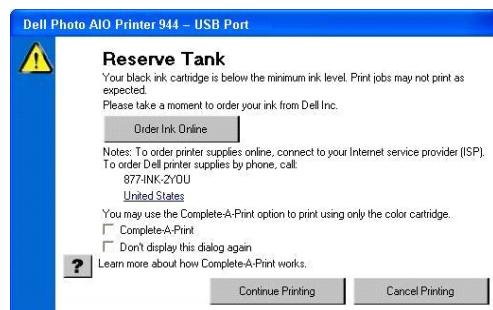 Dell Photo AIO Printer 944 – USB Port
Reserve Tank
Your black ink cartridge is below the minimum ink level. Print jobs may not print as
expected.
Please take a moment to order your ink from Dell Inc.
Order Ink Online
Notes: To order printer supplies online, connect to your Internet service provider (ISP).
To order Dell printer supplies by phone, call:
877-INK-2YOU
United States
You may use the Complete-A-Print option to print using only the color cartridge.
Complete-A-Print
Don't display this dialog again
? Learn more about how Complete-A-Print works.
Continue Printing Cancel Printing